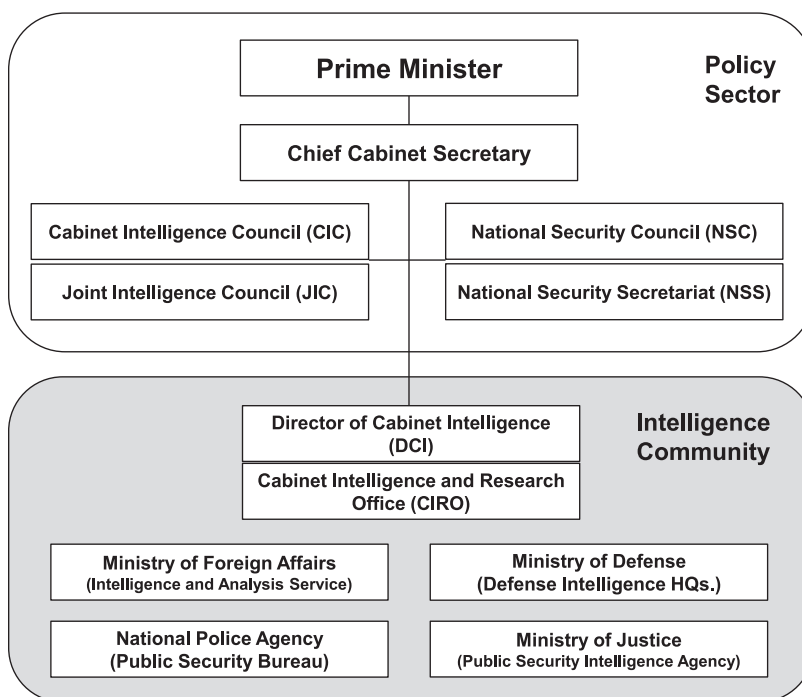 Prime Minister
Policy
Sector
Chief Cabinet Secretary
Cabinet Intelligence Council (CIC)
National Security Council (NSC)
Joint Intelligence Council (JIC)
National Security Secretariat (NSS)
Director of Cabinet Intelligence
(DCI)
Intelligence
Community
Cabinet Intelligence and Research
Office (CIRO)
Ministry of Foreign Affairs
(Intelligence and Analysis Service)
Ministry of Defense
(Defense Intelligence HQs.)
National Police Agency
(Public Security Bureau)
Ministry of Justice
(Public Security Intelligence Agency)